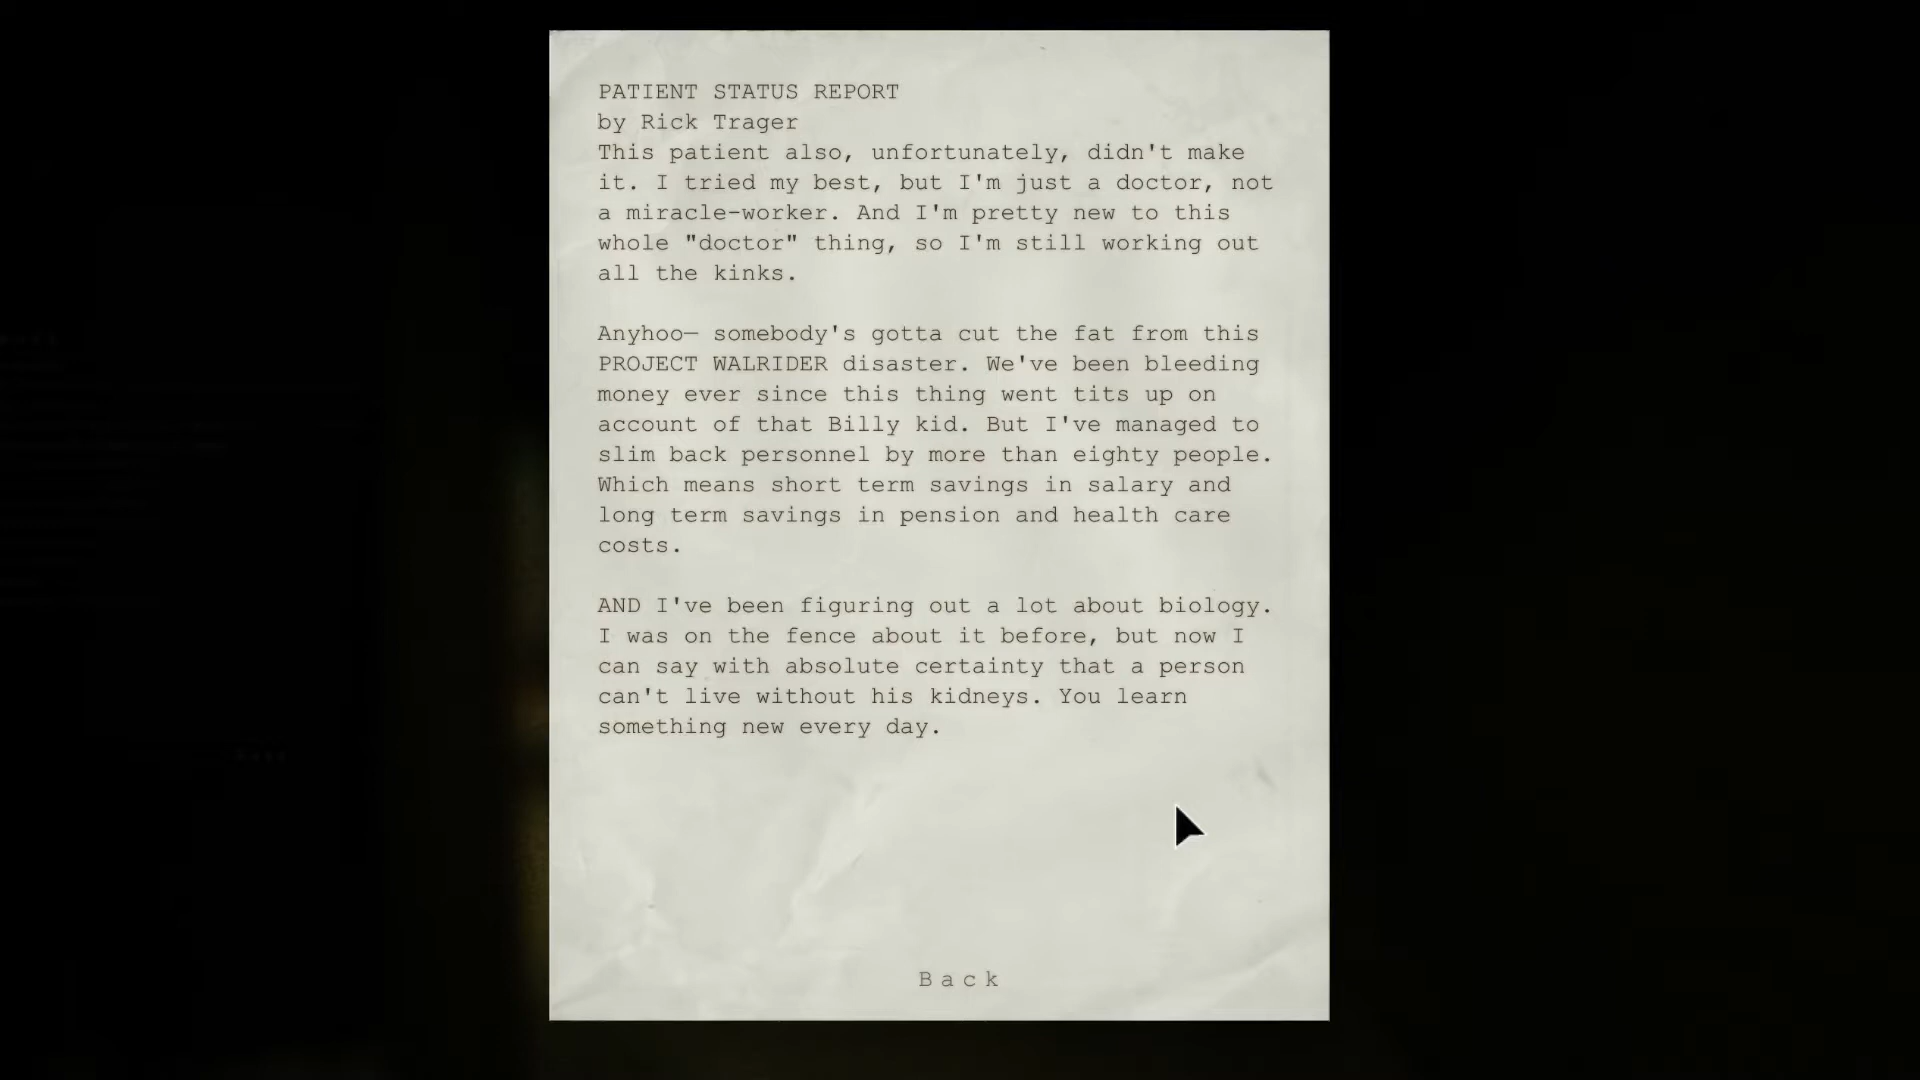 PATIENT STATUS REPORT
by Rick Trager
This patient also, unfortunately, didn't make
it. I tried my best, but I'm just a doctor, not
a miracle-worker. And I'm pretty new to this
whole "doctor" thing, so I'm still working out
all the kinks.
Anyhoo— somebody's gotta cut the fat from this
PROJECT WALRIDER disaster. We've been bleeding
money ever since this thing went tits up on
account of that Billy kid. But I've managed to
slim back personnel by more than eighty people.
Which means short term savings in salary and
long term savings in pension and health care
costs.
AND I've been figuring out a lot about biology.
I was on the fence about it before, but now I
can say with absolute certainty that a person
can't live without his kidneys. You learn
something new every day.
Back